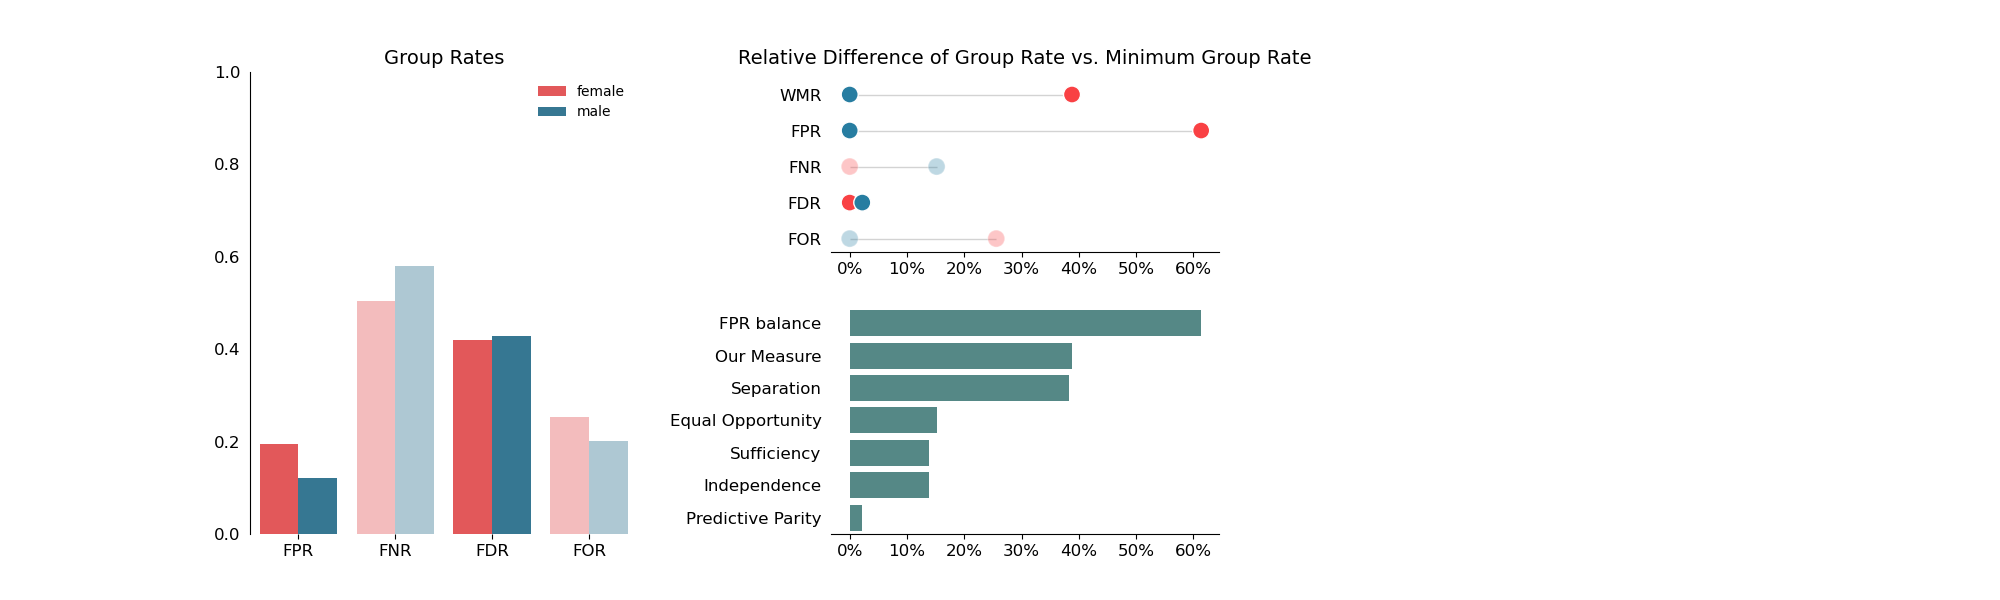 Group Rates
1.0
0.8
0.6
0.4
0.2
0.0
female
male
FPR FNR FDR FOR
Relative Difference of Group Rate vs. Minimum Group Rate
WMR
FPR
FNR
FDR
FOR
0% 10% 20% 30% 40% 50% 60%
FPR balance
Our Measure
Separation
Equal Opportunity
Sufficiency
Independence
Predictive Parity
0% 10% 20% 30% 40% 50% 60%